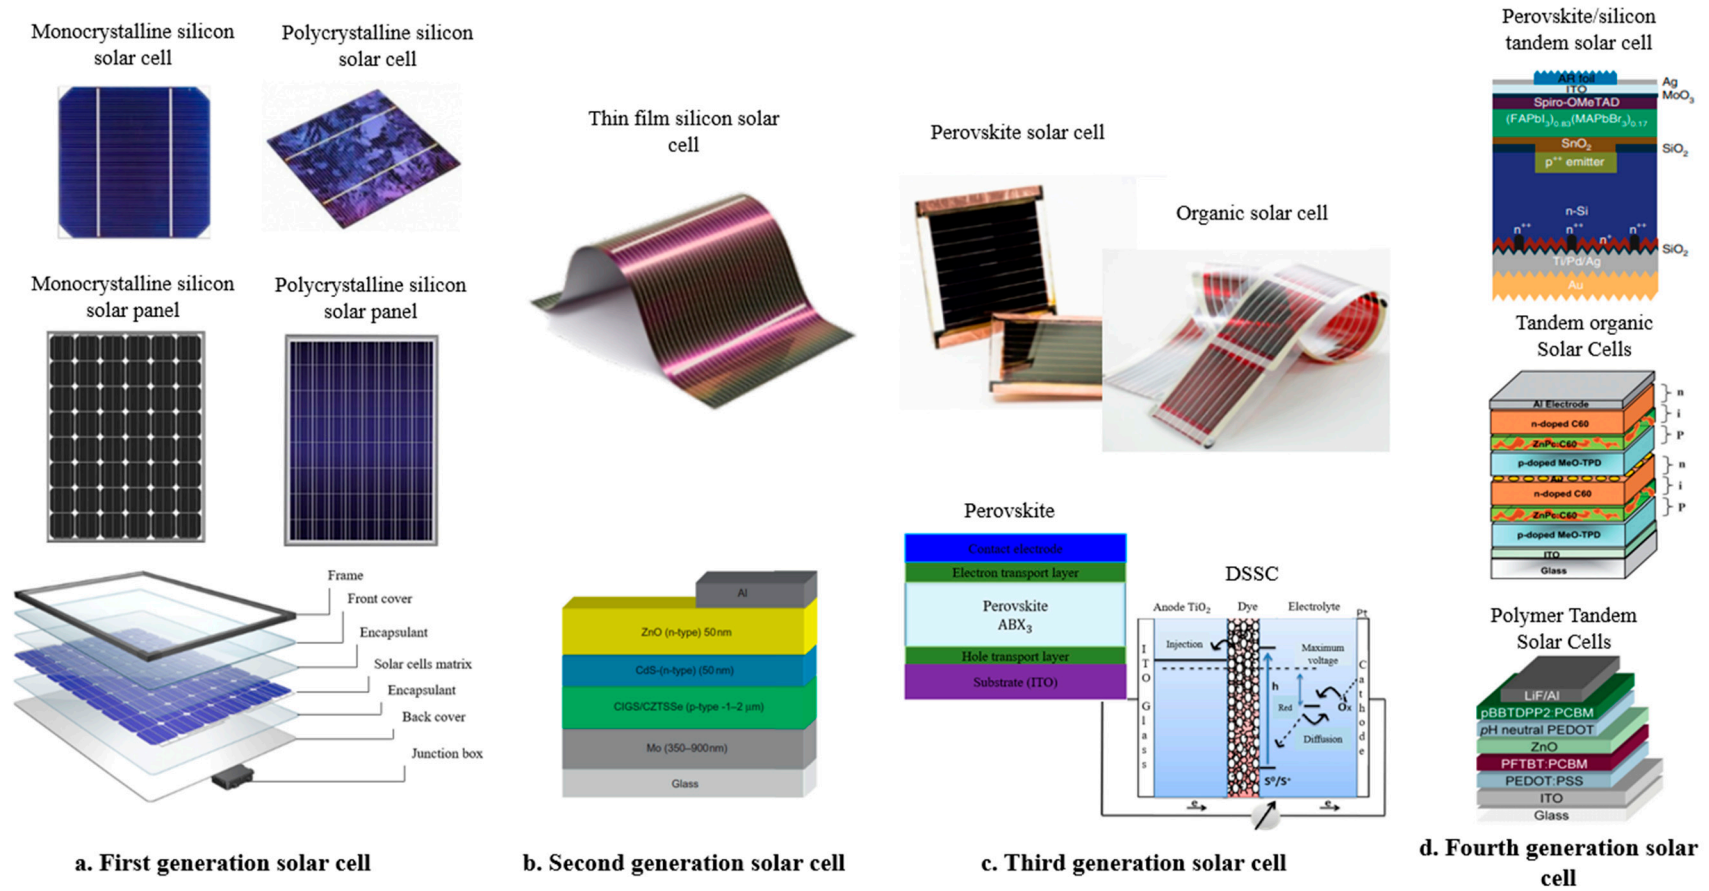 Monocrystalline silicon
solar cell
Polycrystalline silicon
solar cell
Monocrystalline silicon
solar panel
Polycrystalline silicon
solar panel
Frame
Front cover
Encapsulant
Solar cells matrix
Encapsulant
Back cover
Junction box
a. First generation solar cell
Thin film silicon solar
cell
Al
ZnO (n-type) 50nm
CdS-(n-type) (50nm)
CIGS/CZTSSe (p-type -1–2 μm)
Mo (350–900nm)
Glass
b. Second generation solar cell
Perovskite solar cell
Organic solar cell
Perovskite
Contact electrode
Electron transport layer
Perovskite
ABX₃
Hole transport layer
Substrate (ITO)
DSSC
Anode TiO₂
Dye
Electrolyte
Pt
ITO Glass
Injection
Maximum
voltage
h
Red
Ox
Diffusion
S⁰/S⁺
Cathode
e
e
c. Third generation solar cell
Perovskite/silicon
tandem solar cell
AR foil
Ag
ITO
MoO₃
Spiro-OMeTAD
(FAPbI₃)₀.₈₃(MAPbBr₃)₀.₁₇
SnO₂
SiO₂
p⁺⁺ emitter
n-Si
n⁺⁺
n⁺⁺
n⁺
n⁺⁺
SiO₂
Ti/Pd/Ag
Au
Tandem organic
Solar Cells
Al Electrode
n
n-doped C60
i
ZnPc:C60
P
p-doped MeO-TPD
n
n-doped C60
i
ZnPc:C60
P
p-doped MeO-TPD
ITO
Glass
Polymer Tandem
Solar Cells
LiF/Al
pBBTDPP2:PCBM
pH neutral PEDOT
ZnO
PFTBT:PCBM
PEDOT:PSS
ITO
Glass
d. Fourth generation solar
cell